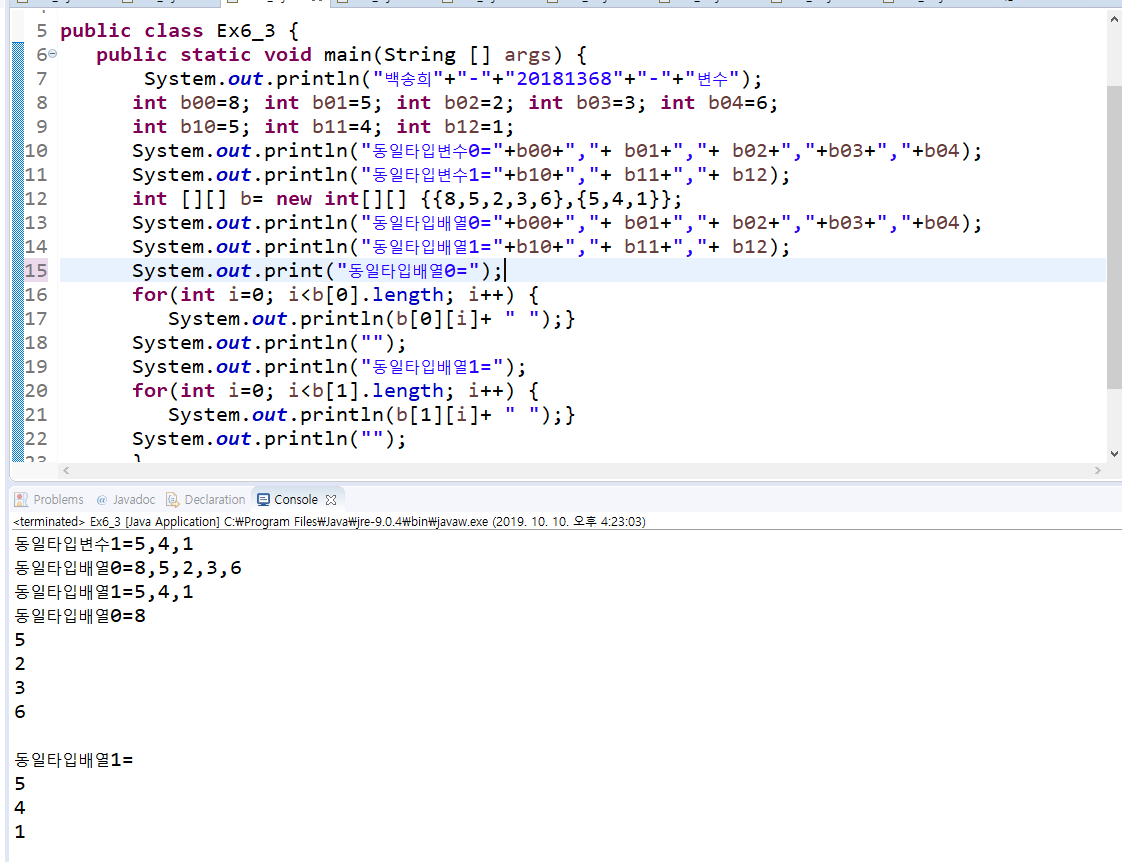 5 public class Ex6_3 {
6 public static void main(String [] args) {
7 System.out.println("백송희"+"-"+"20181368"+"-"+"변수");
8 int b00=8; int b01=5; int b02=2; int b03=3; int b04=6;
9 int b10=5; int b11=4; int b12=1;
10 System.out.println("동일타입변수0="+b00+","+ b01+","+ b02+","+b03+","+b04);
11 System.out.println("동일타입변수1="+b10+","+ b11+","+ b12);
12 int [][] b= new int[][] {{8,5,2,3,6},{5,4,1}};
13 System.out.println("동일타입배열0="+b00+","+ b01+","+ b02+","+b03+","+b04);
14 System.out.println("동일타입배열1="+b10+","+ b11+","+ b12);
15 System.out.print("동일타입배열0=");
16 for(int i=0; i<b[0].length; i++) {
17 System.out.println(b[0][i]+ " ");}
18 System.out.println("");
19 System.out.println("동일타입배열1=");
20 for(int i=0; i<b[1].length; i++) {
21 System.out.println(b[1][i]+ " ");}
22 System.out.println("");
23 }
Problems @ Javadoc Declaration Console
<terminated> Ex6_3 [Java Application] C:₩Program Files₩Java₩jre-9.0.4₩bin₩javaw.exe (2019. 10. 10. 오후 4:23:03)
동일타입변수1=5,4,1
동일타입배열0=8,5,2,3,6
동일타입배열1=5,4,1
동일타입배열0=8
5
2
3
6
동일타입배열1=
5
4
1